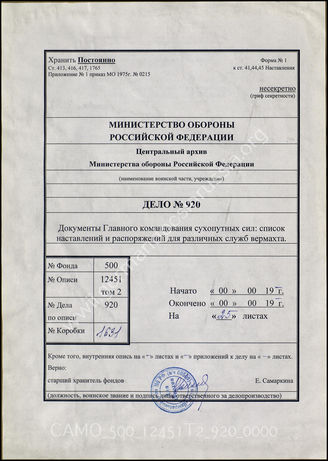 Хранить Постоянно
Ст. 413, 416, 417, 1765
Приложение № 1 приказ МО 1975г. № 0215
Форма № 1
к ст. 41,44,45 Наставления
несекретно
(гриф секретности)
МИНИСТЕРСТВО ОБОРОНЫ
РОССИЙСКОЙ ФЕДЕРАЦИИ
Центральный архив
Министерства обороны Российской Федерации
(наименование воинской части, учреждение)
ДЕЛО № 920
Документы Главного командования сухопутных сил: список
наставлений и распоряжений для различных служб вермахта.
№ Фонда 500
№ Описи 12451
том 2
№ Дела 920
по описи
№ Коробки 1631
Начато « 00 » 00 19 г.
Окончено « 00 » 00 19 г.
На « 35 » листах
Кроме того, внутренняя опись на «-» листах и «-» приложений к делу на «-» листах.
Верно:
старший хранитель фондов Е. Самаркина
(должность, воинское звание и подпись ответственного за делопроизводство)
CAMO_500_12451T2_920_0000